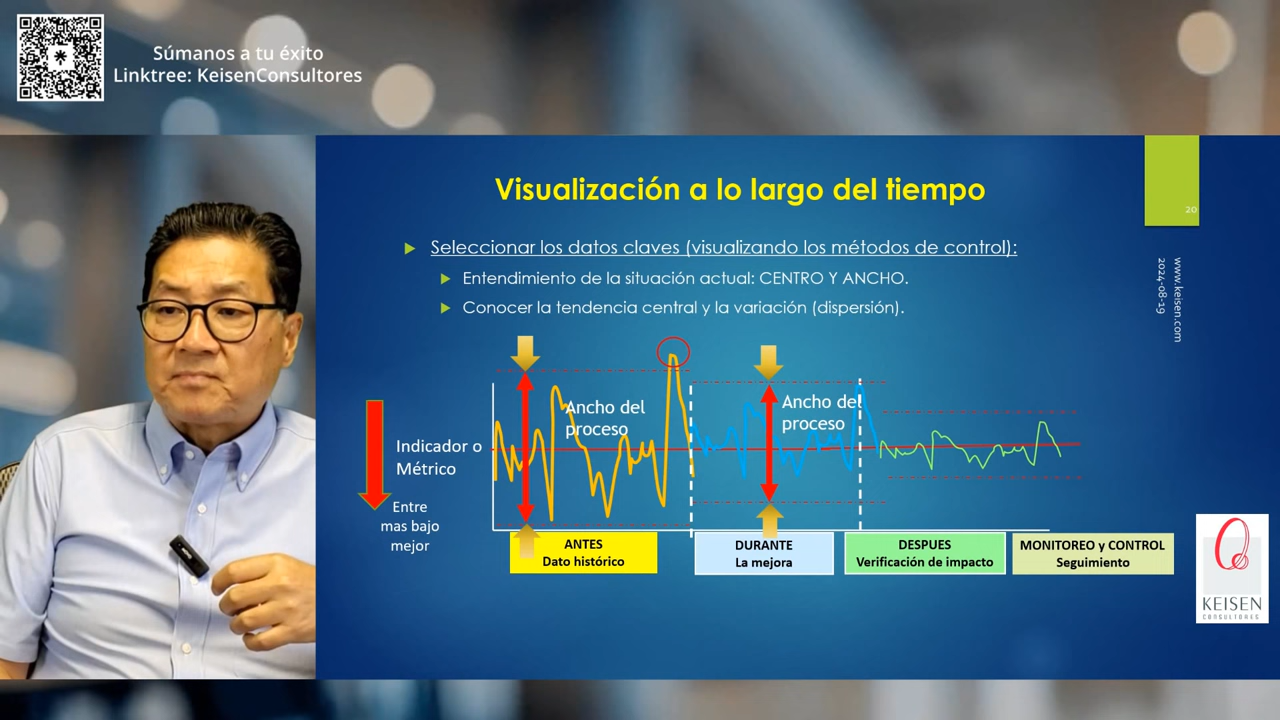 Súmanos a tu éxito
Linktree: KeisenConsultores
Visualización a lo largo del tiempo
20
www.keisen.com
2024-08-19
Seleccionar los datos claves (visualizando los métodos de control):
Entendimiento de la situación actual: CENTRO Y ANCHO.
Conocer la tendencia central y la variación (dispersión).
Ancho del
proceso
Ancho del
proceso
Indicador o
Métrico
Entre
mas bajo
mejor
ANTES
Dato histórico
DURANTE
La mejora
DESPUES
Verificación de impacto
MONITOREO y CONTROL
Seguimiento
KEISEN
CONSULTORES